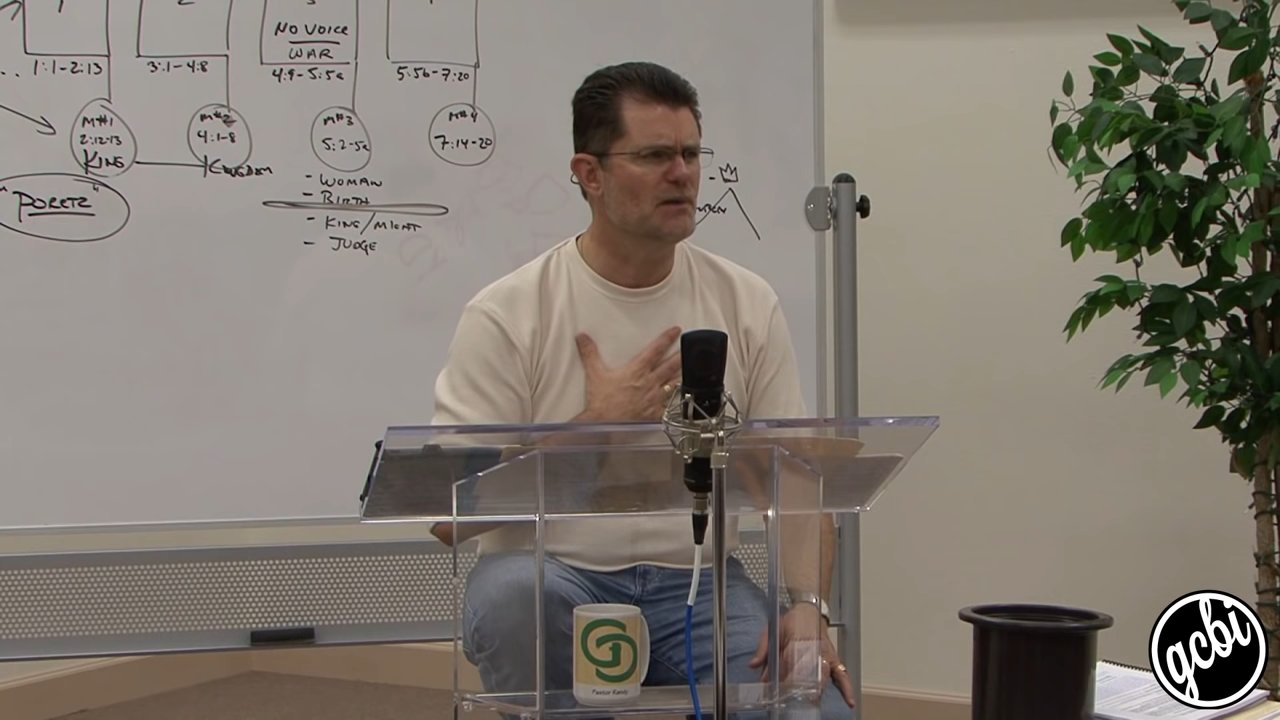 NO VOICE
WAR
1:1-2:13
3:1-4:8
4:9-5:5a
5:5b-7:20
M#1
2:12-13
KING
M#2
4:1-8
KINGDOM
M#3
5:2-5a
M#4
7:14-20
- WOMAN
- BIRTH
- KING/MIGHT
- JUDGE
GC
Pastor
gcbi